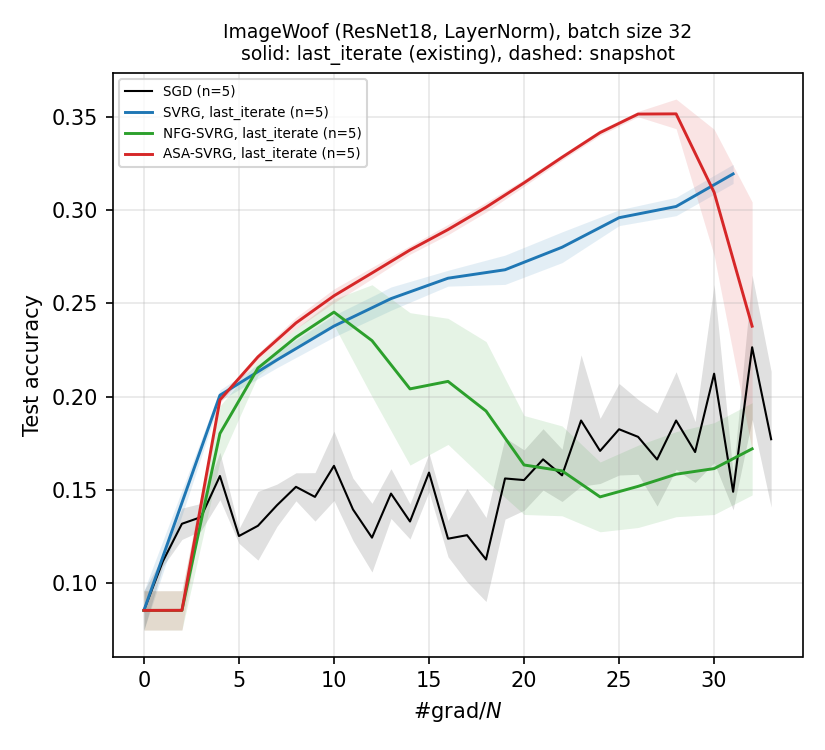 ImageWoof (ResNet18, LayerNorm), batch size 32
solid: last_iterate (existing), dashed: snapshot
SGD (n=5)
SVRG, last_iterate (n=5)
NFG-SVRG, last_iterate (n=5)
ASA-SVRG, last_iterate (n=5)
Test accuracy
0.35
0.30
0.25
0.20
0.15
0.10
0 5 10 15 20 25 30
#grad/N